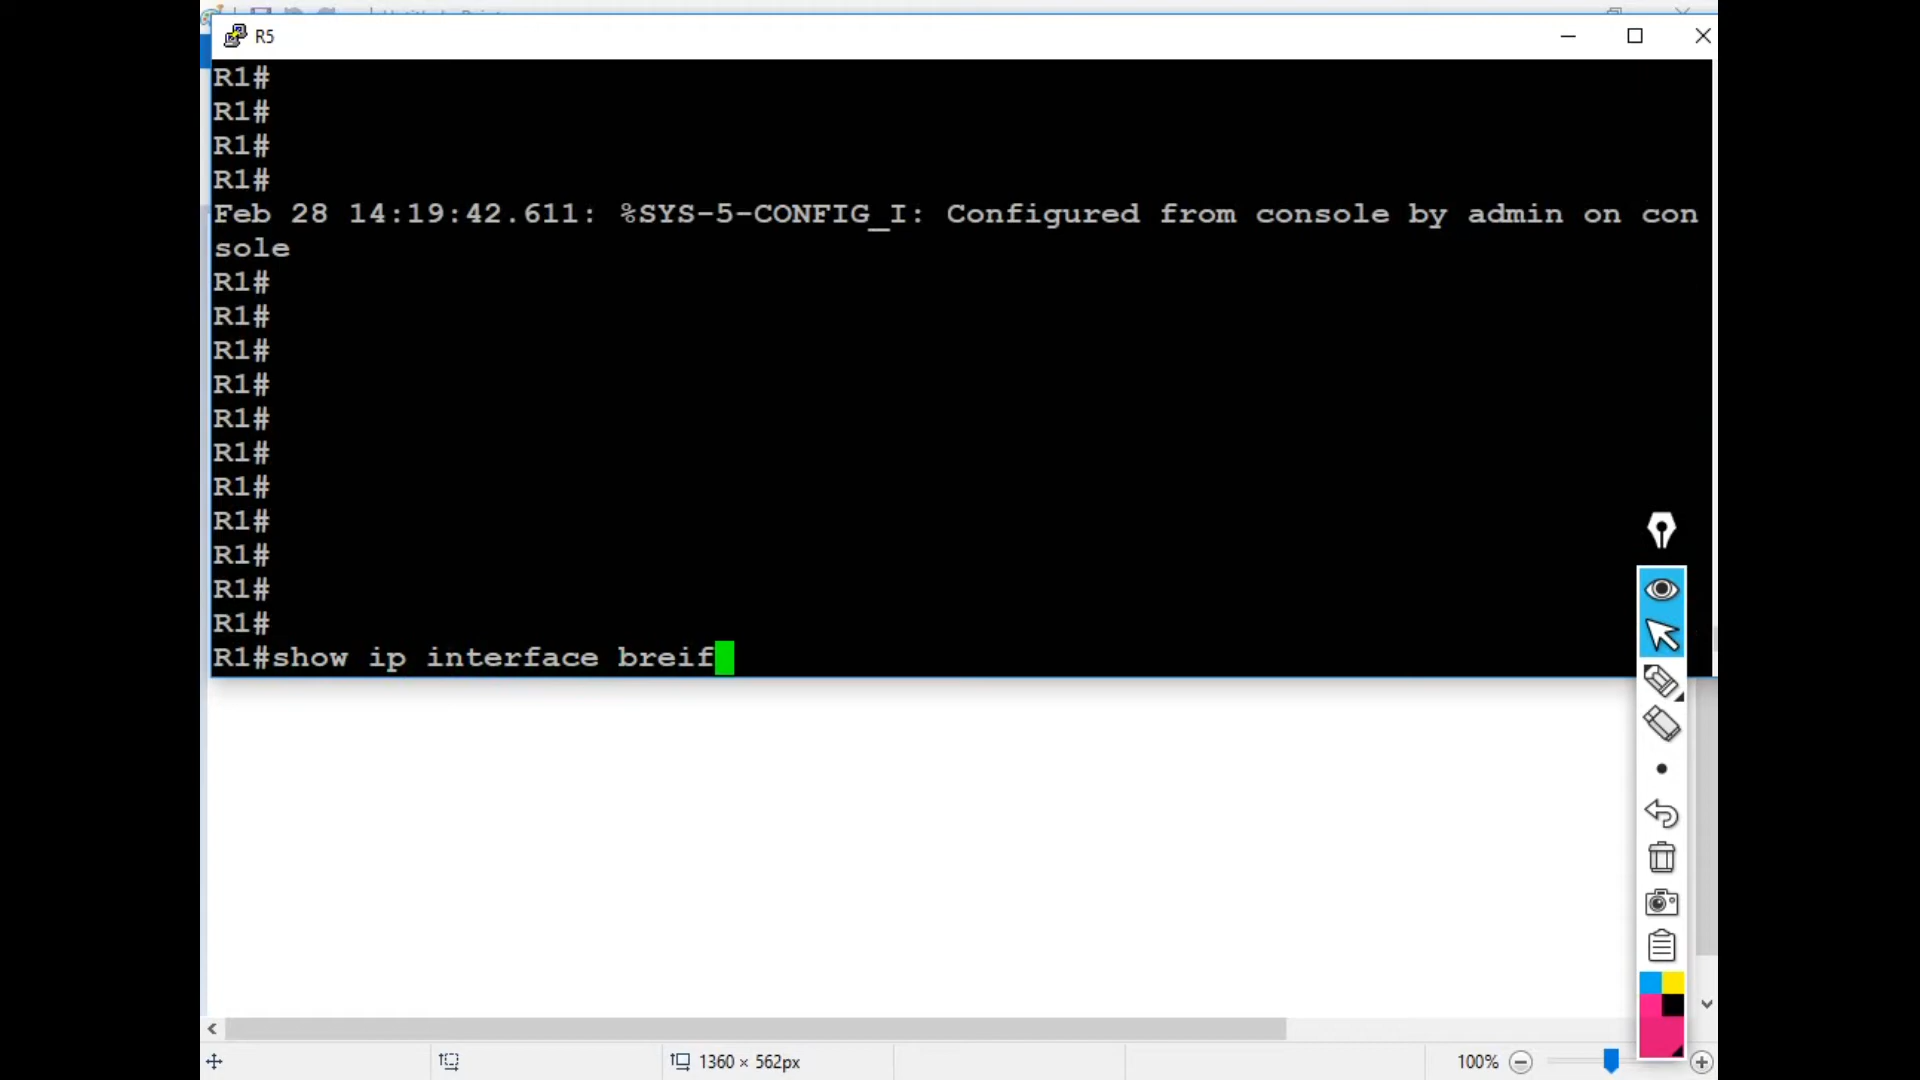 R5
R1#
R1#
R1#
R1#
Feb 28 14:19:42.611: %SYS-5-CONFIG_I: Configured from console by admin on con
sole
R1#
R1#
R1#
R1#
R1#
R1#
R1#
R1#
R1#
R1#
R1#
R1#show ip interface breif
1360 × 562px
100%